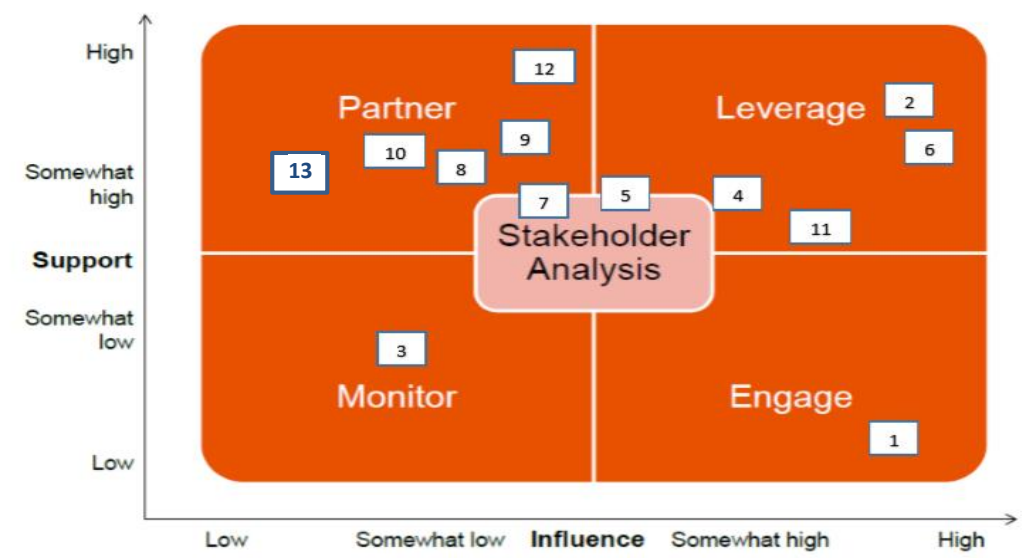 High
12
Partner
Leverage
2
9
6
10
8
13
Somewhat
high
7
5
4
11
Stakeholder
Analysis
Support
Somewhat
low
3
Monitor
Engage
1
Low
Low
Somewhat low
Influence
Somewhat high
High